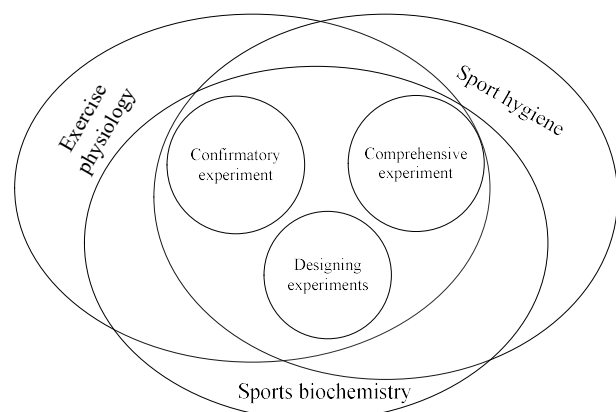 Exercise
physiology
Sport hygiene
Confirmatory
experiment
Comprehensive
experiment
Designing
experiments
Sports biochemistry